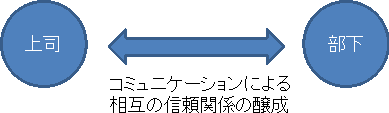 上司
部下
コミュニケーションによる
相互の信頼関係の醸成